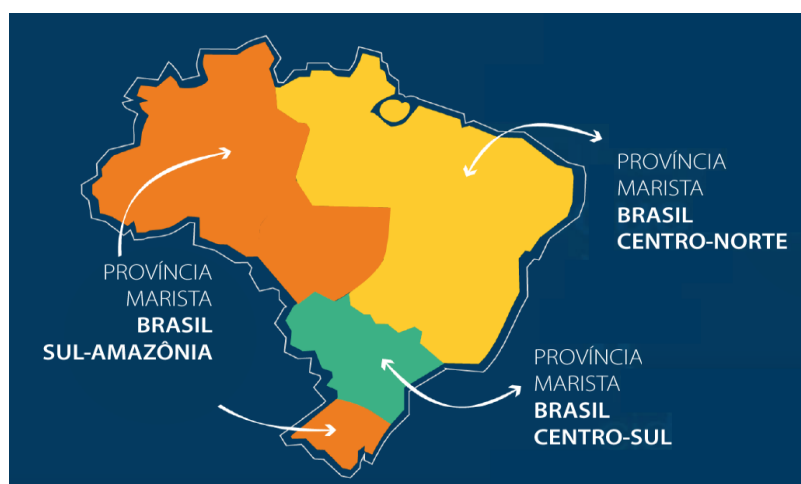 PROVÍNCIA
MARISTA
BRASIL
CENTRO-NORTE
PROVÍNCIA
MARISTA
BRASIL
SUL-AMAZÔNIA
PROVÍNCIA
MARISTA
BRASIL
CENTRO-SUL